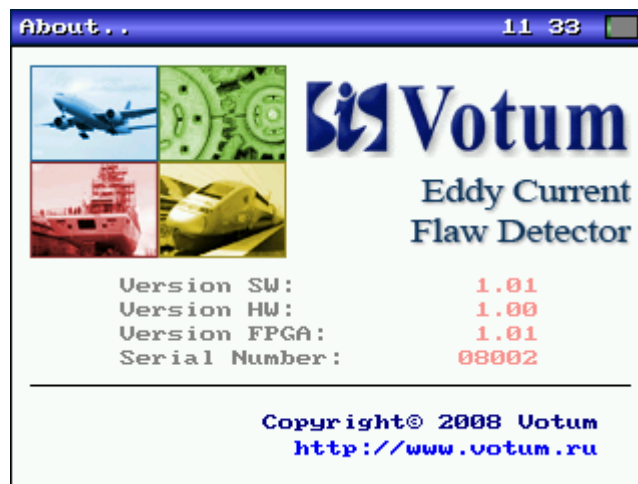 About.. 11 33
SiS Votum
Eddy Current
Flaw Detector
Version SW: 1.01
Version HW: 1.00
Version FPGA: 1.01
Serial Number: 08002
Copyright© 2008 Votum
http://www.votum.ru